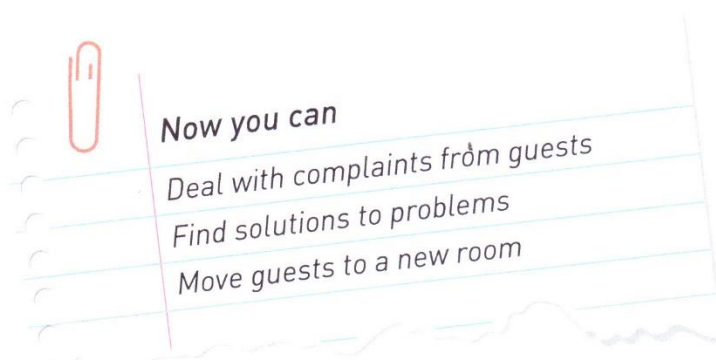 Now you can
Deal with complaints from guests
Find solutions to problems
Move guests to a new room